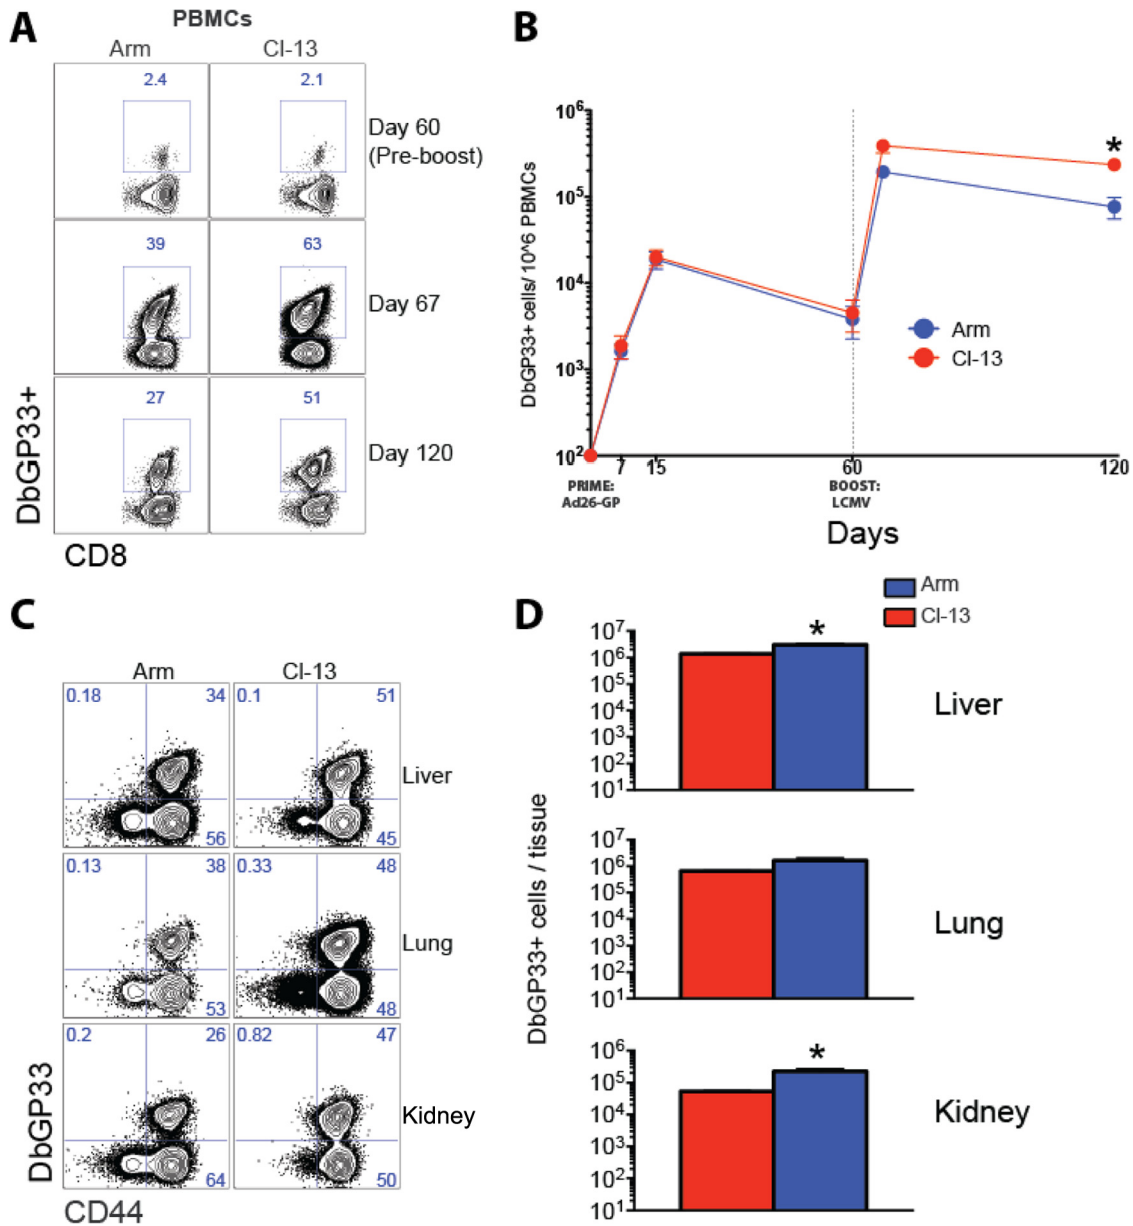 A
PBMCs
Arm Cl-13
2.4 2.1
Day 60
(Pre-boost)
39 63
Day 67
27 51
Day 120
DbGP33+
CD8
B
10^6
10^5
10^4
10^3
10^2
DbGP33+ cells/10^6 PBMCs
*
Arm
Cl-13
7 15 60 120
PRIME:
Ad26-GP
BOOST:
LCMV
Days
C
Arm Cl-13
0.18 34 0.1 51
Liver
56 45
0.13 38 0.33 48
Lung
53 48
0.2 26 0.82 47
Kidney
64 50
DbGP33
CD44
D
Arm
Cl-13
DbGP33+ cells / tissue
10^7
10^6
10^5
10^4
10^3
10^2
10^1
*
Liver
10^7
10^6
10^5
10^4
10^3
10^2
10^1
Lung
10^6
10^5
10^4
10^3
10^2
10^1
*
Kidney